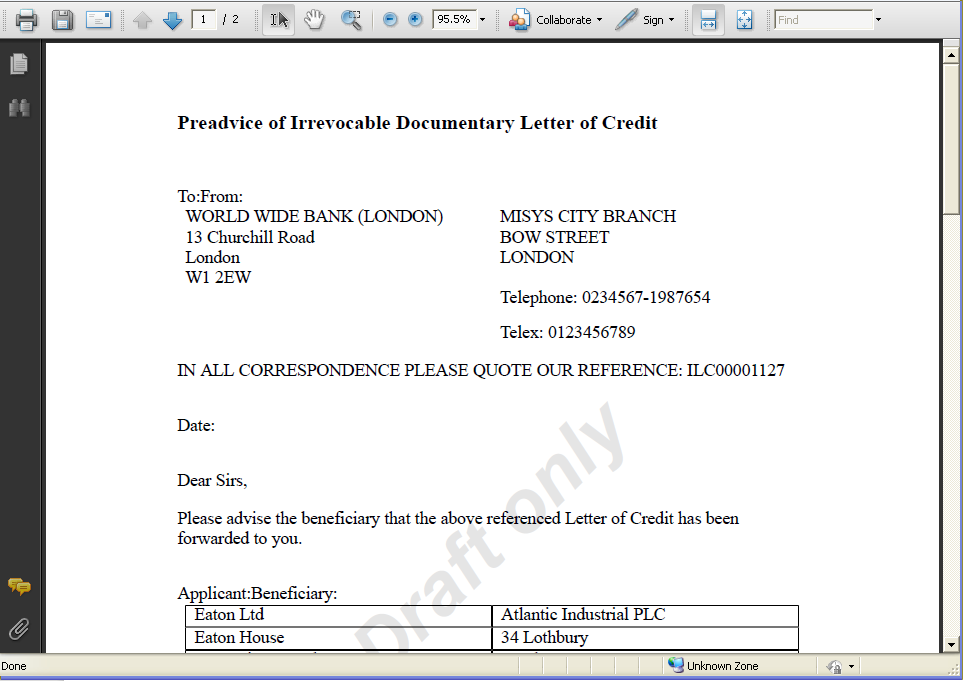 1 / 2
95.5%
Collaborate
Sign
Find
Preadvice of Irrevocable Documentary Letter of Credit
To:From:
WORLD WIDE BANK (LONDON)
13 Churchill Road
London
W1 2EW
MISYS CITY BRANCH
BOW STREET
LONDON
Telephone: 0234567-1987654
Telex: 0123456789
IN ALL CORRESPONDENCE PLEASE QUOTE OUR REFERENCE: ILC00001127
Date:
Dear Sirs,
Please advise the beneficiary that the above referenced Letter of Credit has been
forwarded to you.
Draft only
Applicant:Beneficiary:
Eaton Ltd Atlantic Industrial PLC
Eaton House 34 Lothbury
Done
Unknown Zone